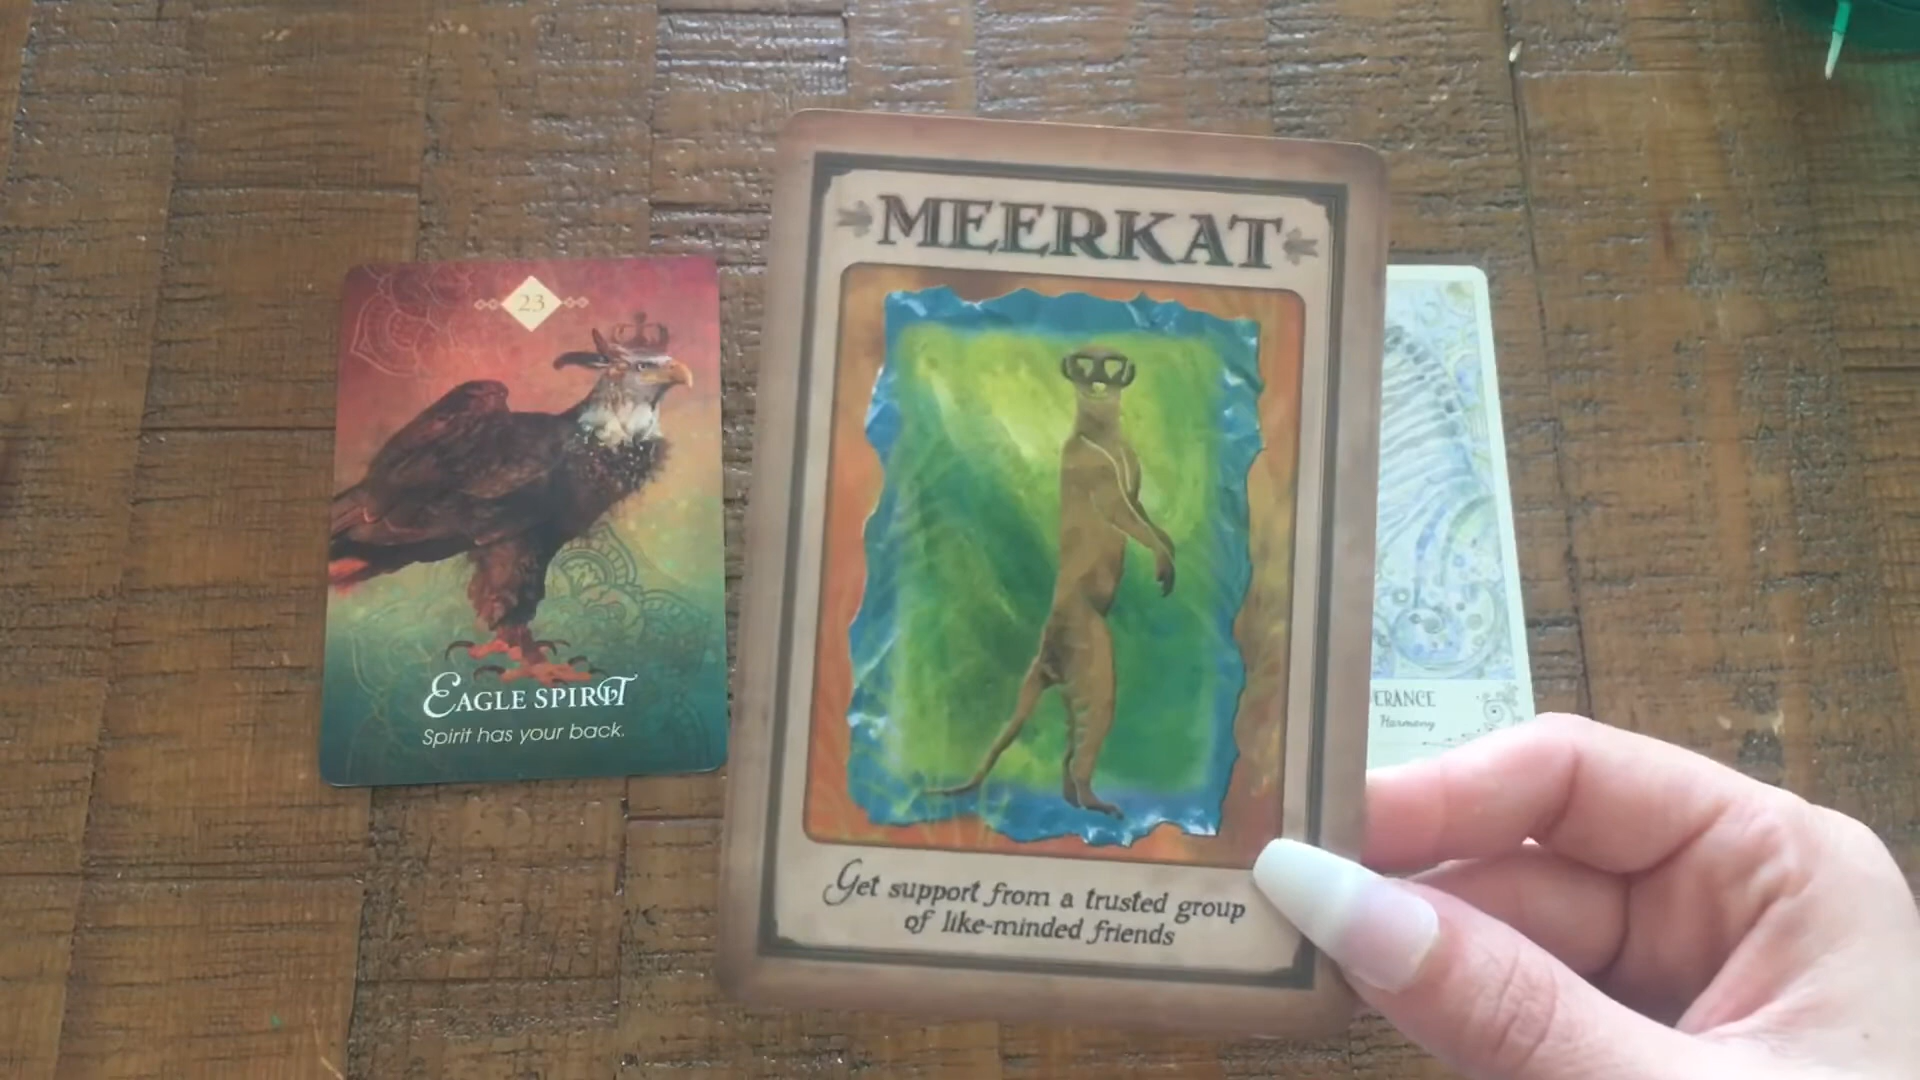 23
EAGLE SPIRIT
Spirit has your back.
MEERKAT
Get support from a trusted group
of like-minded friends
ERANCE
Harmony